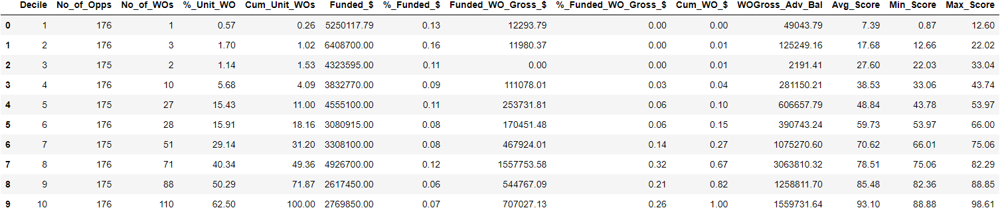 Decile No_of_Opps No_of_WOs %_Unit_WO Cum_Unit_WOs Funded_$ %_Funded_$ Funded_WO_Gross_$ %_Funded_WO_Gross_$ Cum_WO_$ WOGross_Adv_Bal Avg_Score Min_Score Max_Score
0 1 176 1 0.57 0.26 5250117.79 0.13 12293.79 0.00 0.00 49043.79 7.39 0.87 12.60
1 2 176 3 1.70 1.02 6408700.00 0.16 11980.37 0.00 0.01 125249.16 17.68 12.66 22.02
2 3 175 2 1.14 1.53 4323595.00 0.11 0.00 0.00 0.01 2191.41 27.60 22.03 33.04
3 4 176 10 5.68 4.09 3832770.00 0.09 111078.01 0.03 0.04 281150.21 38.53 33.06 43.74
4 5 175 27 15.43 11.00 4555100.00 0.11 253731.81 0.06 0.10 606657.79 48.84 43.78 53.97
5 6 176 28 15.91 18.16 3080915.00 0.08 170451.48 0.06 0.15 390743.24 59.73 53.97 66.00
6 7 175 51 29.14 31.20 3308100.00 0.08 467924.01 0.14 0.27 1075270.60 70.62 66.01 75.06
7 8 176 71 40.34 49.36 4926700.00 0.12 1557753.58 0.32 0.67 3063810.32 78.51 75.06 82.29
8 9 175 88 50.29 71.87 2617450.00 0.06 544767.09 0.21 0.82 1258811.70 85.48 82.36 88.85
9 10 176 110 62.50 100.00 2769850.00 0.07 707027.13 0.26 1.00 1559731.64 93.10 88.88 98.61